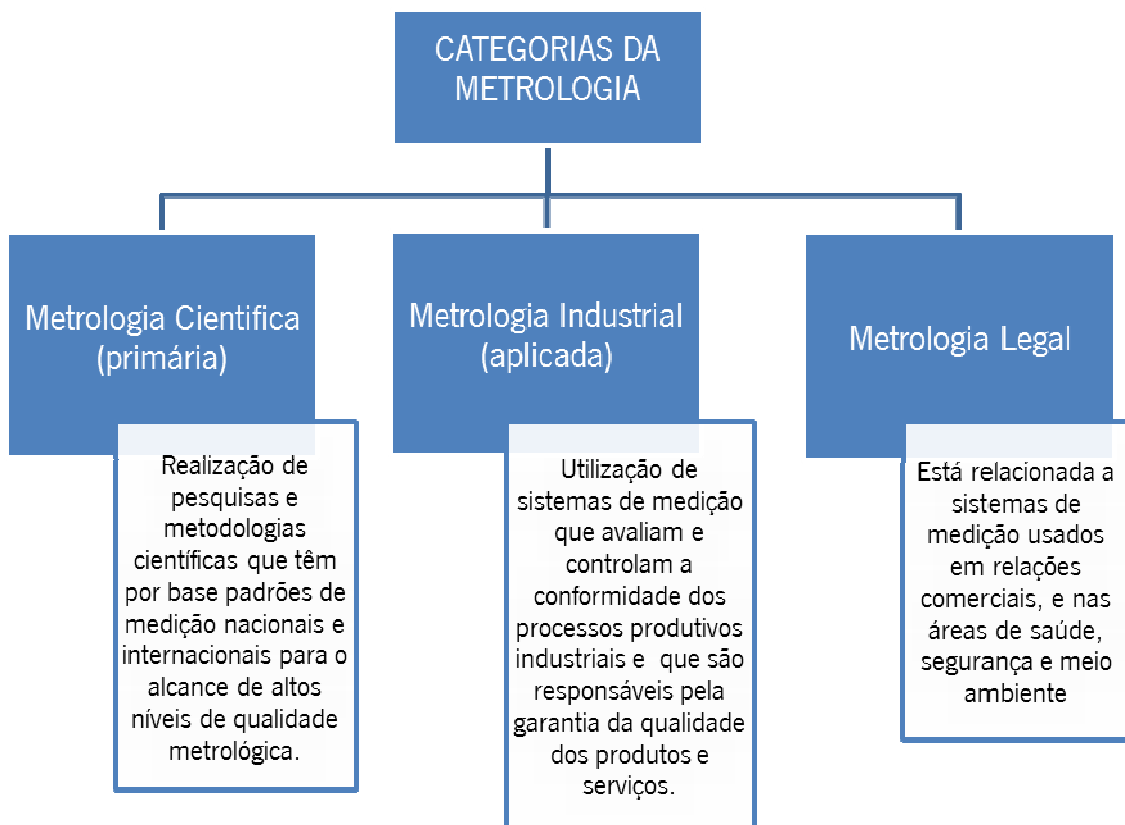 CATEGORIAS DA
METROLOGIA
Metrologia Cientifica
(primária)
Realização de
pesquisas e
metodologias
científicas que têm
por base padrões de
medição nacionais e
internacionais para o
alcance de altos
níveis de qualidade
metrológica.
Metrologia Industrial
(aplicada)
Utilização de
sistemas de medição
que avaliam e
controlam a
conformidade dos
processos produtivos
industriais e  que são
responsáveis pela
garantia da qualidade
dos produtos e
serviços.
Metrologia Legal
Está relacionada a
sistemas de
medição usados
em relações
comerciais, e nas
áreas de saúde,
segurança e meio
ambiente